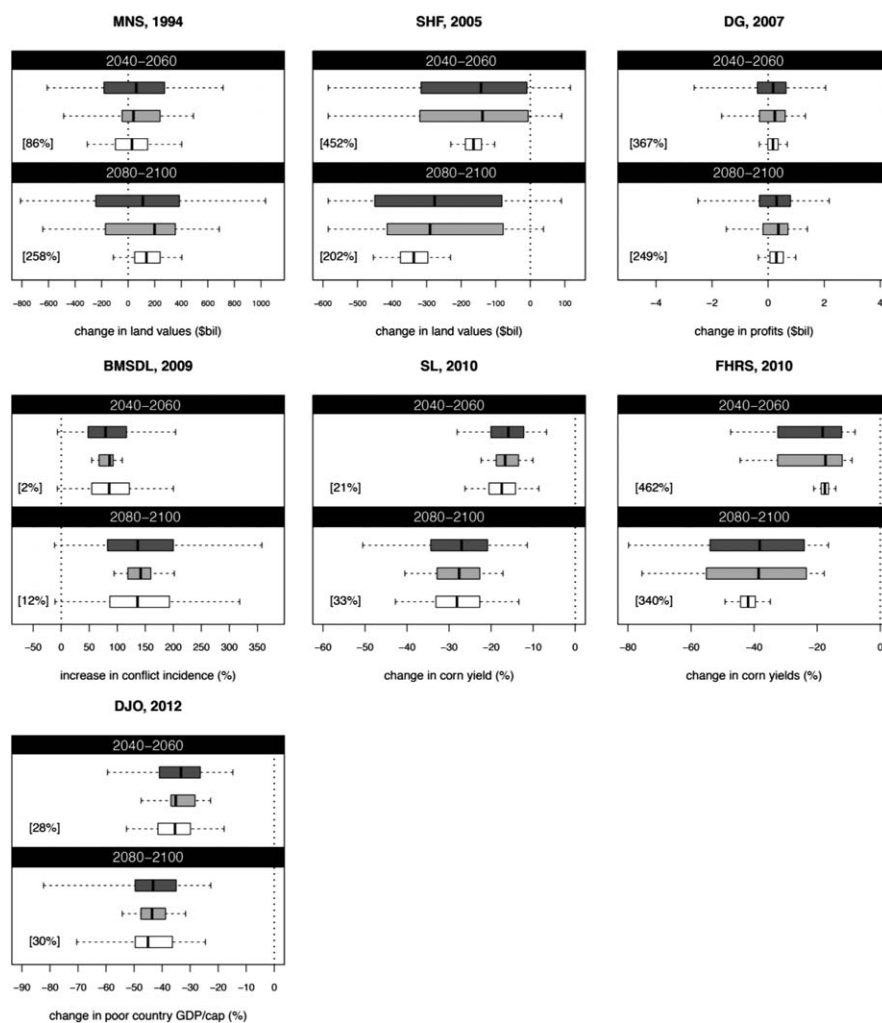 MNS, 1994
2040−2060
[86%]
2080−2100
[258%]
−800 −600 −400 −200 0 200 400 600 800 1000
change in land values ($bil)
SHF, 2005
2040−2060
[452%]
2080−2100
[202%]
−600 −500 −400 −300 −200 −100 0 100
change in land values ($bil)
DG, 2007
2040−2060
[367%]
2080−2100
[249%]
−4 −2 0 2 4
change in profits ($bil)
BMSDL, 2009
2040−2060
[2%]
2080−2100
[12%]
−50 0 50 100 150 200 250 300 350
increase in conflict incidence (%)
SL, 2010
2040−2060
[21%]
2080−2100
[33%]
−60 −50 −40 −30 −20 −10 0
change in corn yield (%)
FHRS, 2010
2040−2060
[462%]
2080−2100
[340%]
−80 −60 −40 −20 0
change in corn yields (%)
DJO, 2012
2040−2060
[28%]
2080−2100
[30%]
−90 −80 −70 −60 −50 −40 −30 −20 −10 0
change in poor country GDP/cap (%)